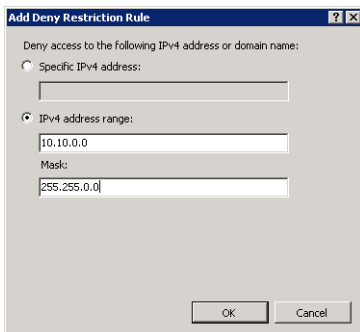 Add Deny Restriction Rule
Deny access to the following IPv4 address or domain name:
Specific IPv4 address:
IPv4 address range:
10.10.0.0
Mask:
255.255.0.0
OK Cancel